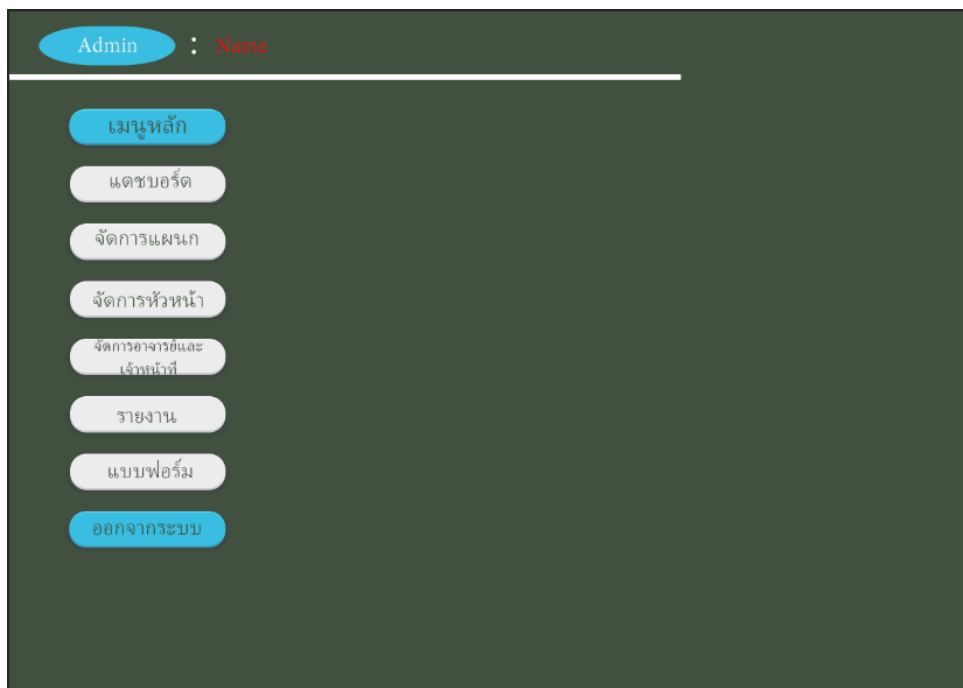 Admin : Name
เมนูหลัก
แดชบอร์ด
จัดการแผนก
จัดการหัวหน้า
จัดการอาจารย์และ
เจ้าหน้าที่
รายงาน
แบบฟอร์ม
ออกจากระบบ